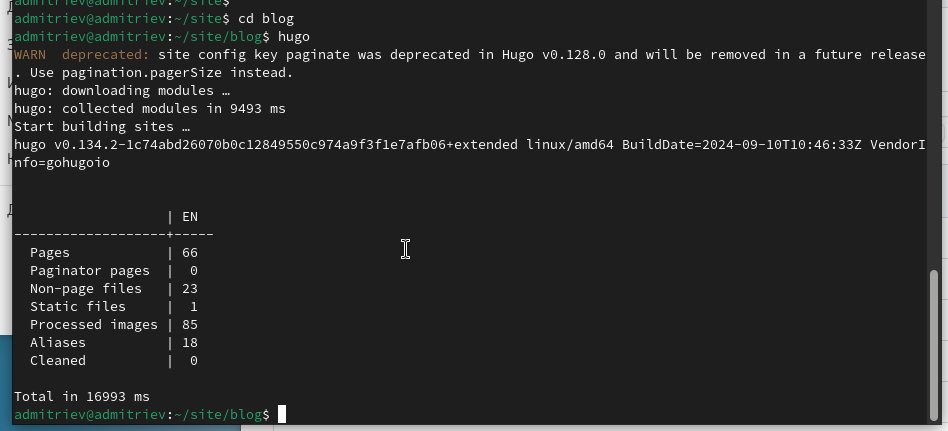 admitriev@admitriev:~/site$
admitriev@admitriev:~/site$ cd blog
admitriev@admitriev:~/site/blog$ hugo
WARN  deprecated: site config key paginate was deprecated in Hugo v0.128.0 and will be removed in a future release
. Use pagination.pagerSize instead.
hugo: downloading modules …
hugo: collected modules in 9493 ms
Start building sites …
hugo v0.134.2-1c74abd26070b0c12849550c974a9f3f1e7afb06+extended linux/amd64 BuildDate=2024-09-10T10:46:33Z VendorI
nfo=gohugoio
                   | EN
-------------------+-----
  Pages            | 66
  Paginator pages  |  0
  Non-page files   | 23
  Static files     |  1
  Processed images | 85
  Aliases          | 18
  Cleaned          |  0
Total in 16993 ms
admitriev@admitriev:~/site/blog$